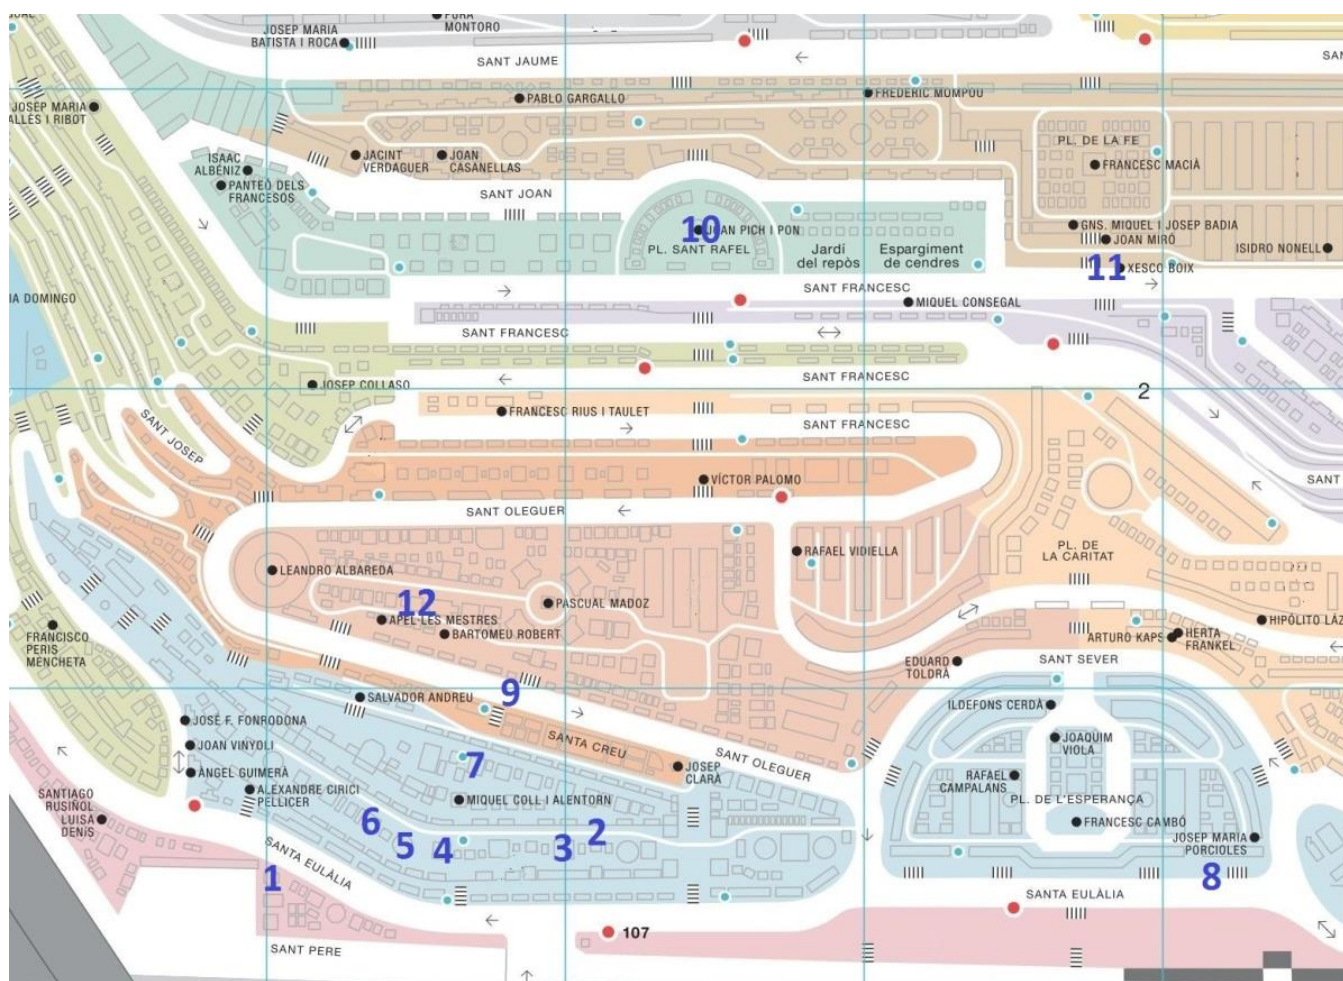 PURA
MONTORO
JOSEP MARIA
BATISTA I ROCA
SANT JAUME
JOSEP MARIA
ALLÈS I RIBOT
PABLO GARGALLO
FREDERIC MOMPOU
PL. DE LA FE
FRANCESC MACIÀ
JACINT
VERDAGUER
JOAN
CASANELLAS
ISAAC
ALBÉNIZ
PANTEÓ DELS
FRANCESOS
SANT JOAN
10
JOAN PICH I PON
PL. SANT RAFEL
Jardí
del repòs
Espargiment
de cendres
GNS. MIQUEL I JOSEP BADIA
JOAN MIRÓ
ISIDRO NONELL
11
XESCO BOIX
SANT FRANCESC
MIQUEL CONSEGAL
IA DOMINGO
SANT FRANCESC
SANT FRANCESC
JOSEP COLLASO
2
FRANCESC RIUS I TAULET
SANT FRANCESC
SANT JOSEP
VÍCTOR PALOMO
SANT
SANT OLEGUER
RAFAEL VIDIELLA
PL. DE
LA CARITAT
LEANDRO ALBAREDA
12
PASCUAL MADOZ
APEL·LES MESTRES
BARTOMEU ROBERT
FRANCISCO
PERIS
MENCHETA
HIPÓLITO LÁZ
ARTURO KAPS
HERTA
FRANKEL
SANT SEVER
EDUARD
TOLDRÀ
SALVADOR ANDREU
9
ILDEFONS CERDÀ
JOSÉ F. FONRODONA
JOAN VINYOLI
SANTA CREU
SANT OLEGUER
JOAQUIM
VIOLA
7
JOSEP
CLARÀ
ÀNGEL GUIMERÀ
RAFAEL
CAMPALANS
ALEXANDRE CIRICI
PELLICER
MIQUEL COLL I ALENTORN
PL. DE L'ESPERANÇA
SANTIAGO
RUSIÑOL
LUISA
DENÍS
6
5
4
3
2
FRANCESC CAMBÓ
JOSEP MARIA
PORCIOLES
1
SANTA EULÀLIA
8
SANTA EULÀLIA
107
SANT PERE